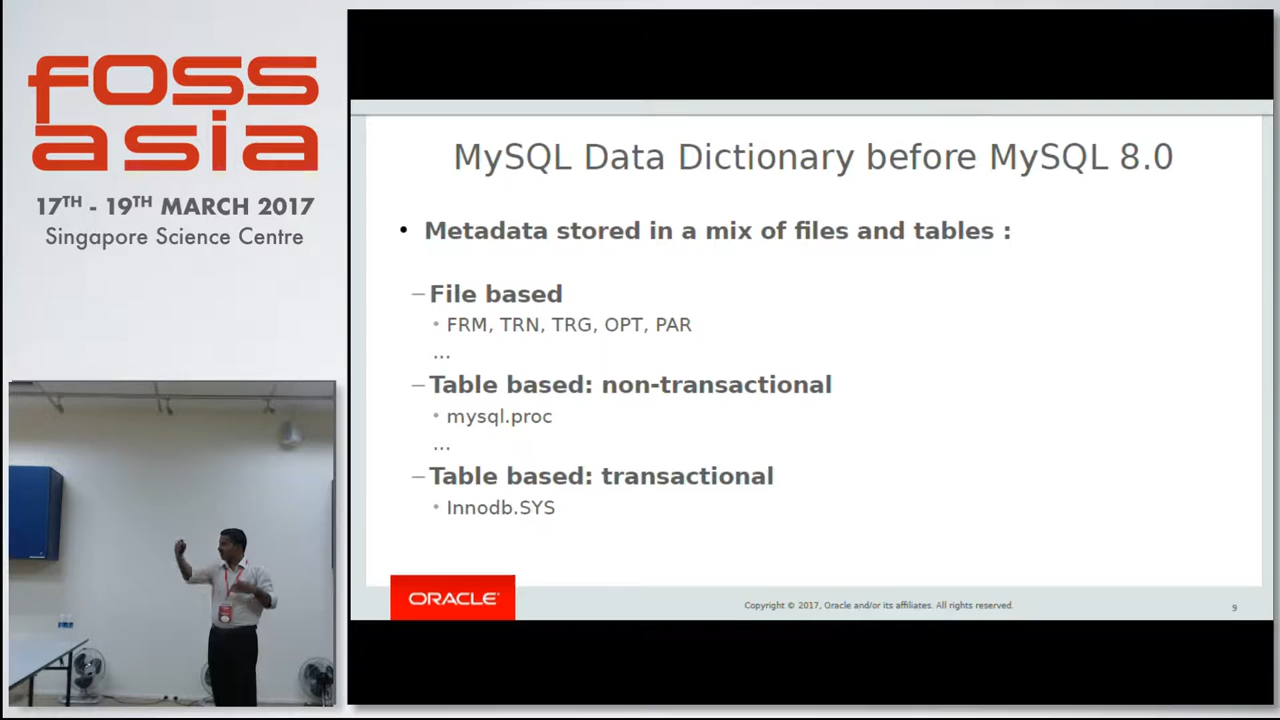 foss
asia
17TH - 19TH MARCH 2017
Singapore Science Centre
MySQL Data Dictionary before MySQL 8.0
• Metadata stored in a mix of files and tables :
– File based
• FRM, TRN, TRG, OPT, PAR
...
– Table based: non-transactional
• mysql.proc
...
– Table based: transactional
• Innodb.SYS
ORACLE®
Copyright © 2017, Oracle and/or its affiliates. All rights reserved.
9